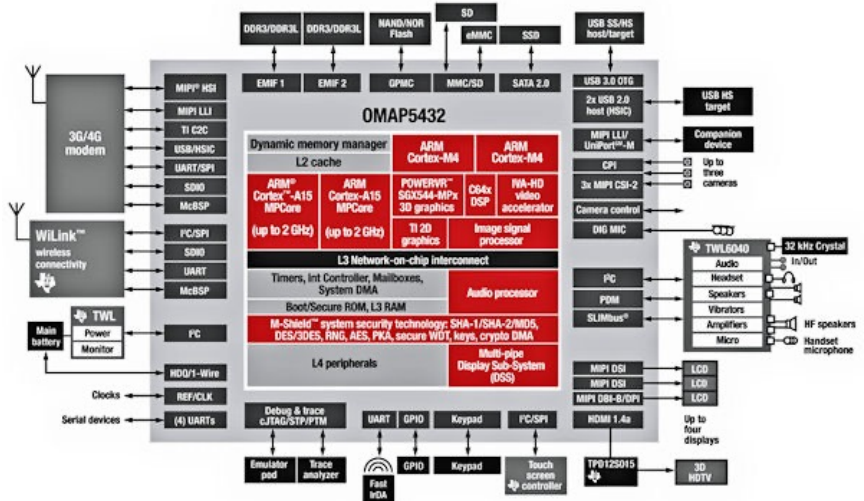 SD
DDR3/DDR3L
DDR3/DDR3L
NAND/NOR
Flash
eMMC
SSD
USB SS/HS
host/target
EMIF 1
EMIF 2
GPMC
MMC/SD
SATA 2.0
USB 3.0 OTG
2x USB 2.0
host (HSIC)
USB HS
target
MIPI LLI/
UniPort℠-M
Companion
device
CPI
3x MIPI CSI-2
Up to
three
cameras
Camera control
DIG MIC
3G/4G
modem
MIPI® HSI
MIPI LLI
TI C2C
USB/HSIC
UART/SPI
SDIO
McBSP
WiLink™
wireless
connectivity
I²C/SPI
SDIO
UART
McBSP
TWL
Power
Monitor
Main
battery
I²C
HDQ/1-Wire
Clocks
REF/CLK
Serial devices
(4) UARTs
OMAP5432
Dynamic memory manager
L2 cache
ARM
Cortex-M4
ARM
Cortex-M4
ARM®
Cortex™-A15
MPCore
(up to 2 GHz)
ARM
Cortex-A15
MPCore
(up to 2 GHz)
POWERVR™
SGX544-MPx
3D graphics
C64x
DSP
IVA-HD
video
accelerator
TI 2D
graphics
Image signal
processor
L3 Network-on-chip interconnect
Timers, Int Controller, Mailboxes,
System DMA
Boot/Secure ROM, L3 RAM
Audio processor
M-Shield™ system security technology: SHA-1/SHA-2/MD5,
DES/3DES, RNG, AES, PKA, secure WDT, keys, crypto DMA
L4 peripherals
Multi-pipe
Display Sub-System
(DSS)
I²C
PDM
SLIMbus®
TWL6040
Audio
Headset
Speakers
Vibrators
Amplifiers
Micro
32 kHz Crystal
In/Out
HF speakers
Handset
microphone
MIPI DSI
LCD
MIPI DSI
LCD
MIPI DBI-B/DPI
LCD
HDMI 1.4a
Up to
four
displays
TPD12S015
3D
HDTV
Debug & trace
cJTAG/STP/PTM
UART
GPIO
Keypad
I²C/SPI
Emulator
pod
Trace
analyzer
Fast
IrDA
GPIO
Keypad
Touch
screen
controller